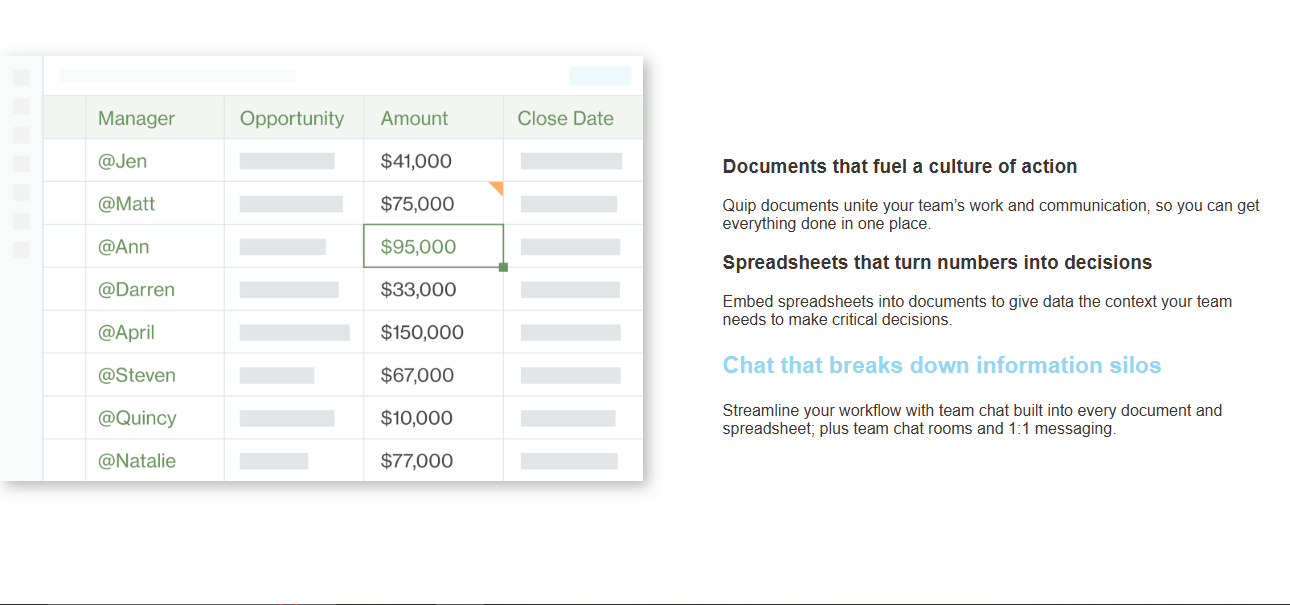 Manager Opportunity Amount Close Date
@Jen $41,000
@Matt $75,000
@Ann $95,000
@Darren $33,000
@April $150,000
@Steven $67,000
@Quincy $10,000
@Natalie $77,000
Documents that fuel a culture of action
Quip documents unite your team’s work and communication, so you can get
everything done in one place.
Spreadsheets that turn numbers into decisions
Embed spreadsheets into documents to give data the context your team
needs to make critical decisions.
Chat that breaks down information silos
Streamline your workflow with team chat built into every document and
spreadsheet; plus team chat rooms and 1:1 messaging.